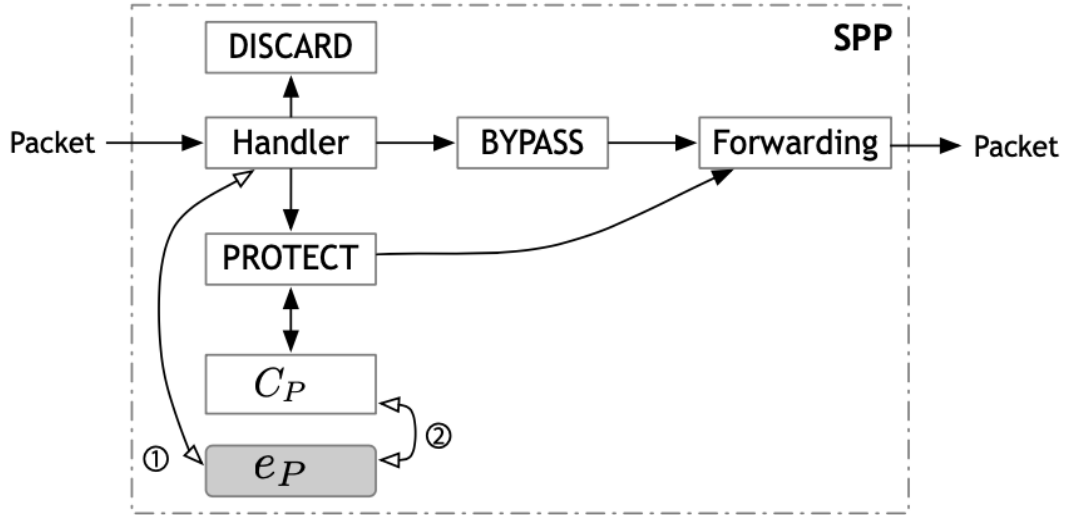 SPP
DISCARD
Packet
Handler
BYPASS
Forwarding
Packet
PROTECT
C_P
②
①
e_P